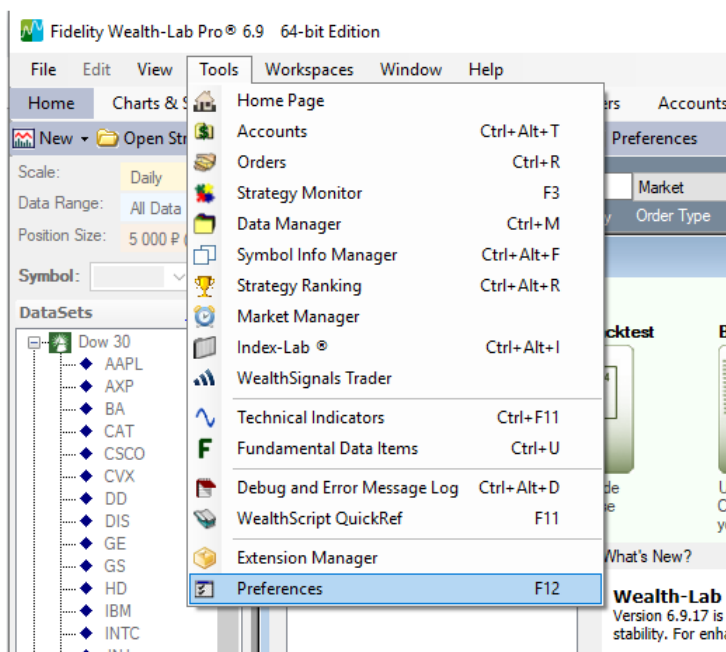 Fidelity Wealth-Lab Pro® 6.9 64-bit Edition
File Edit View Tools Workspaces Window Help
Home Charts & S
Accounts
New Open Str
Preferences
Scale: Daily
Data Range: All Data
Position Size: 5 000 ₽ (
Symbol:
DataSets
Dow 30
AAPL
AXP
BA
CAT
CSCO
CVX
DD
DIS
GE
GS
HD
IBM
INTC
Home Page
Accounts Ctrl+Alt+T
Orders Ctrl+R
Strategy Monitor F3
Data Manager Ctrl+M
Symbol Info Manager Ctrl+Alt+F
Strategy Ranking Ctrl+Alt+R
Market Manager
Index-Lab ® Ctrl+Alt+I
WealthSignals Trader
Technical Indicators Ctrl+F11
Fundamental Data Items Ctrl+U
Debug and Error Message Log Ctrl+Alt+D
WealthScript QuickRef F11
Extension Manager
Preferences F12
Market
Order Type
cktest
What's New?
Wealth-Lab
Version 6.9.17 is
stability. For enha